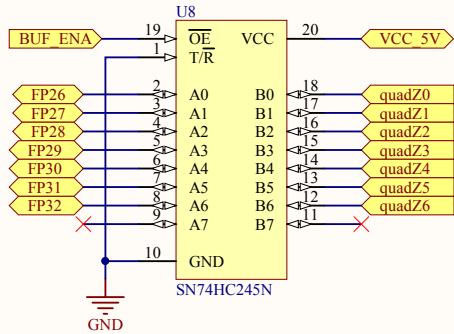 U8
BUF_ENA 19 OE VCC 20 VCC_5V
1 T/R
FP26 2 A0 B0 18 quadZ0
FP27 3 A1 B1 17 quadZ1
FP28 4 A2 B2 16 quadZ2
FP29 5 A3 B3 15 quadZ3
FP30 6 A4 B4 14 quadZ4
FP31 7 A5 B5 13 quadZ5
FP32 8 A6 B6 12 quadZ6
9 A7 B7 11
10 GND
SN74HC245N
GND